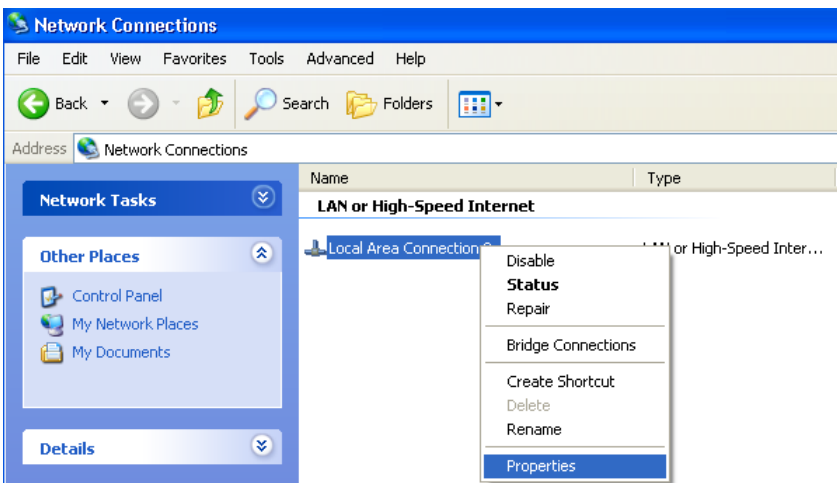 Network Connections
File Edit View Favorites Tools Advanced Help
Back Search Folders
Address Network Connections
Name Type
Network Tasks
LAN or High-Speed Internet
Other Places
Local Area Connection or High-Speed Inter...
Control Panel
My Network Places
My Documents
Details
Disable
Status
Repair
Bridge Connections
Create Shortcut
Delete
Rename
Properties